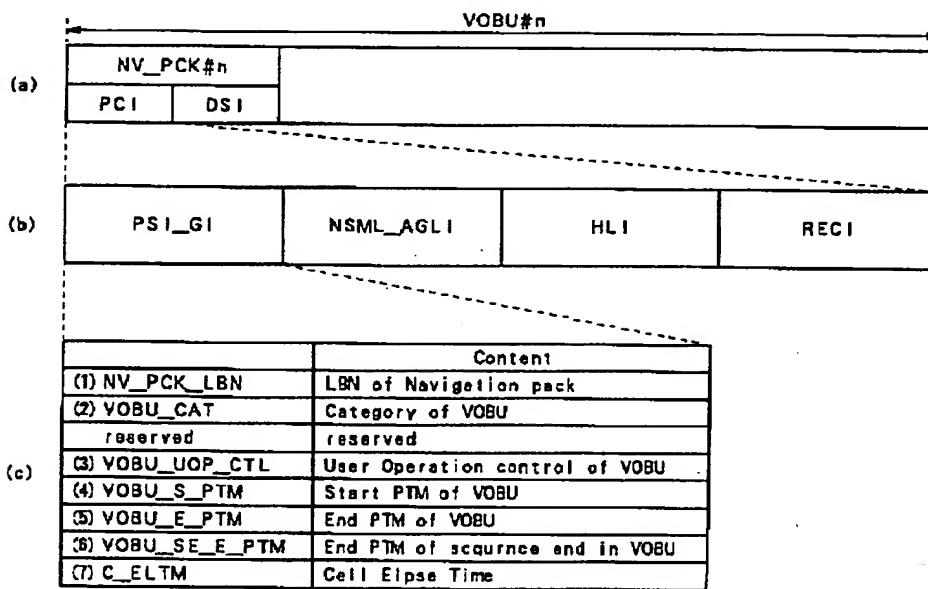 VOBU#n
(a)
NV_PCK#n
PCI DSI
(b)
PSI_GI NSML_AGLI HLI RECI
(c)
Content
(1) NV_PCK_LBN LBN of Navigation pack
(2) VOBU_CAT Category of VOBU
reserved reserved
(3) VOBU_UOP_CTL User Operation control of VOBU
(4) VOBU_S_PTM Start PTM of VOBU
(5) VOBU_E_PTM End PTM of VOBU
(6) VOBU_SE_E_PTM End PTM of scqurnce end in VOBU
(7) C_ELTM Cell Elpse Time